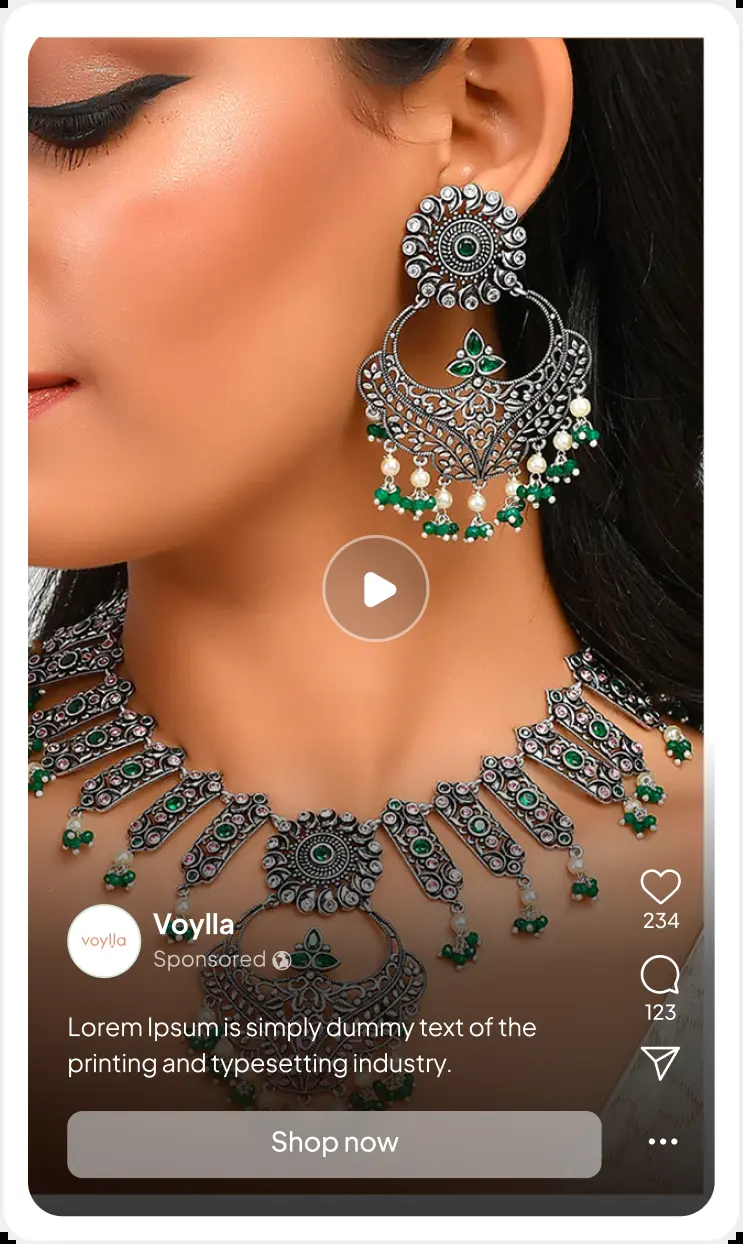 voylla
Voylla
Sponsored
Lorem Ipsum is simply dummy text of the
printing and typesetting industry.
Shop now
234
123